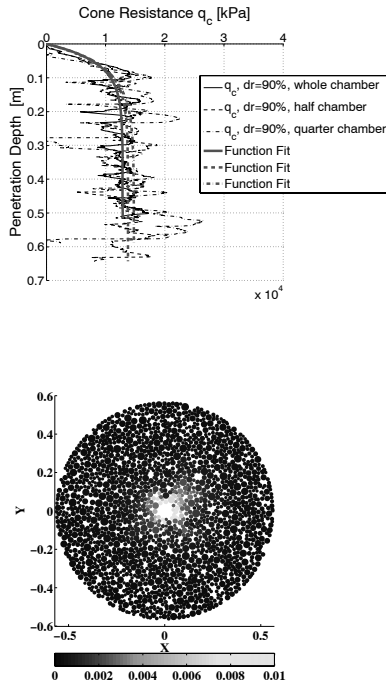 Cone Resistance q_c [kPa]
0 1 2 3 4
x 10^4
Penetration Depth [m]
0
0.1
0.2
0.3
0.4
0.5
0.6
0.7
q_c, dr=90%, whole chamber
q_c, dr=90%, half chamber
q_c, dr=90%, quarter chamber
Function Fit
Function Fit
Function Fit
0.6
0.4
0.2
0
−0.2
−0.4
−0.6
Y
−0.5 0 0.5
X
0 0.002 0.004 0.006 0.008 0.01